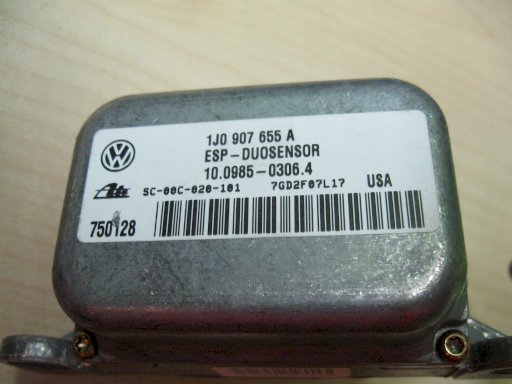 1J0 907 655 A
ESP-DUOSENSOR
10.0985-0306.4
Ate SC-00C-020-101 7GD2F07L17 USA
750128